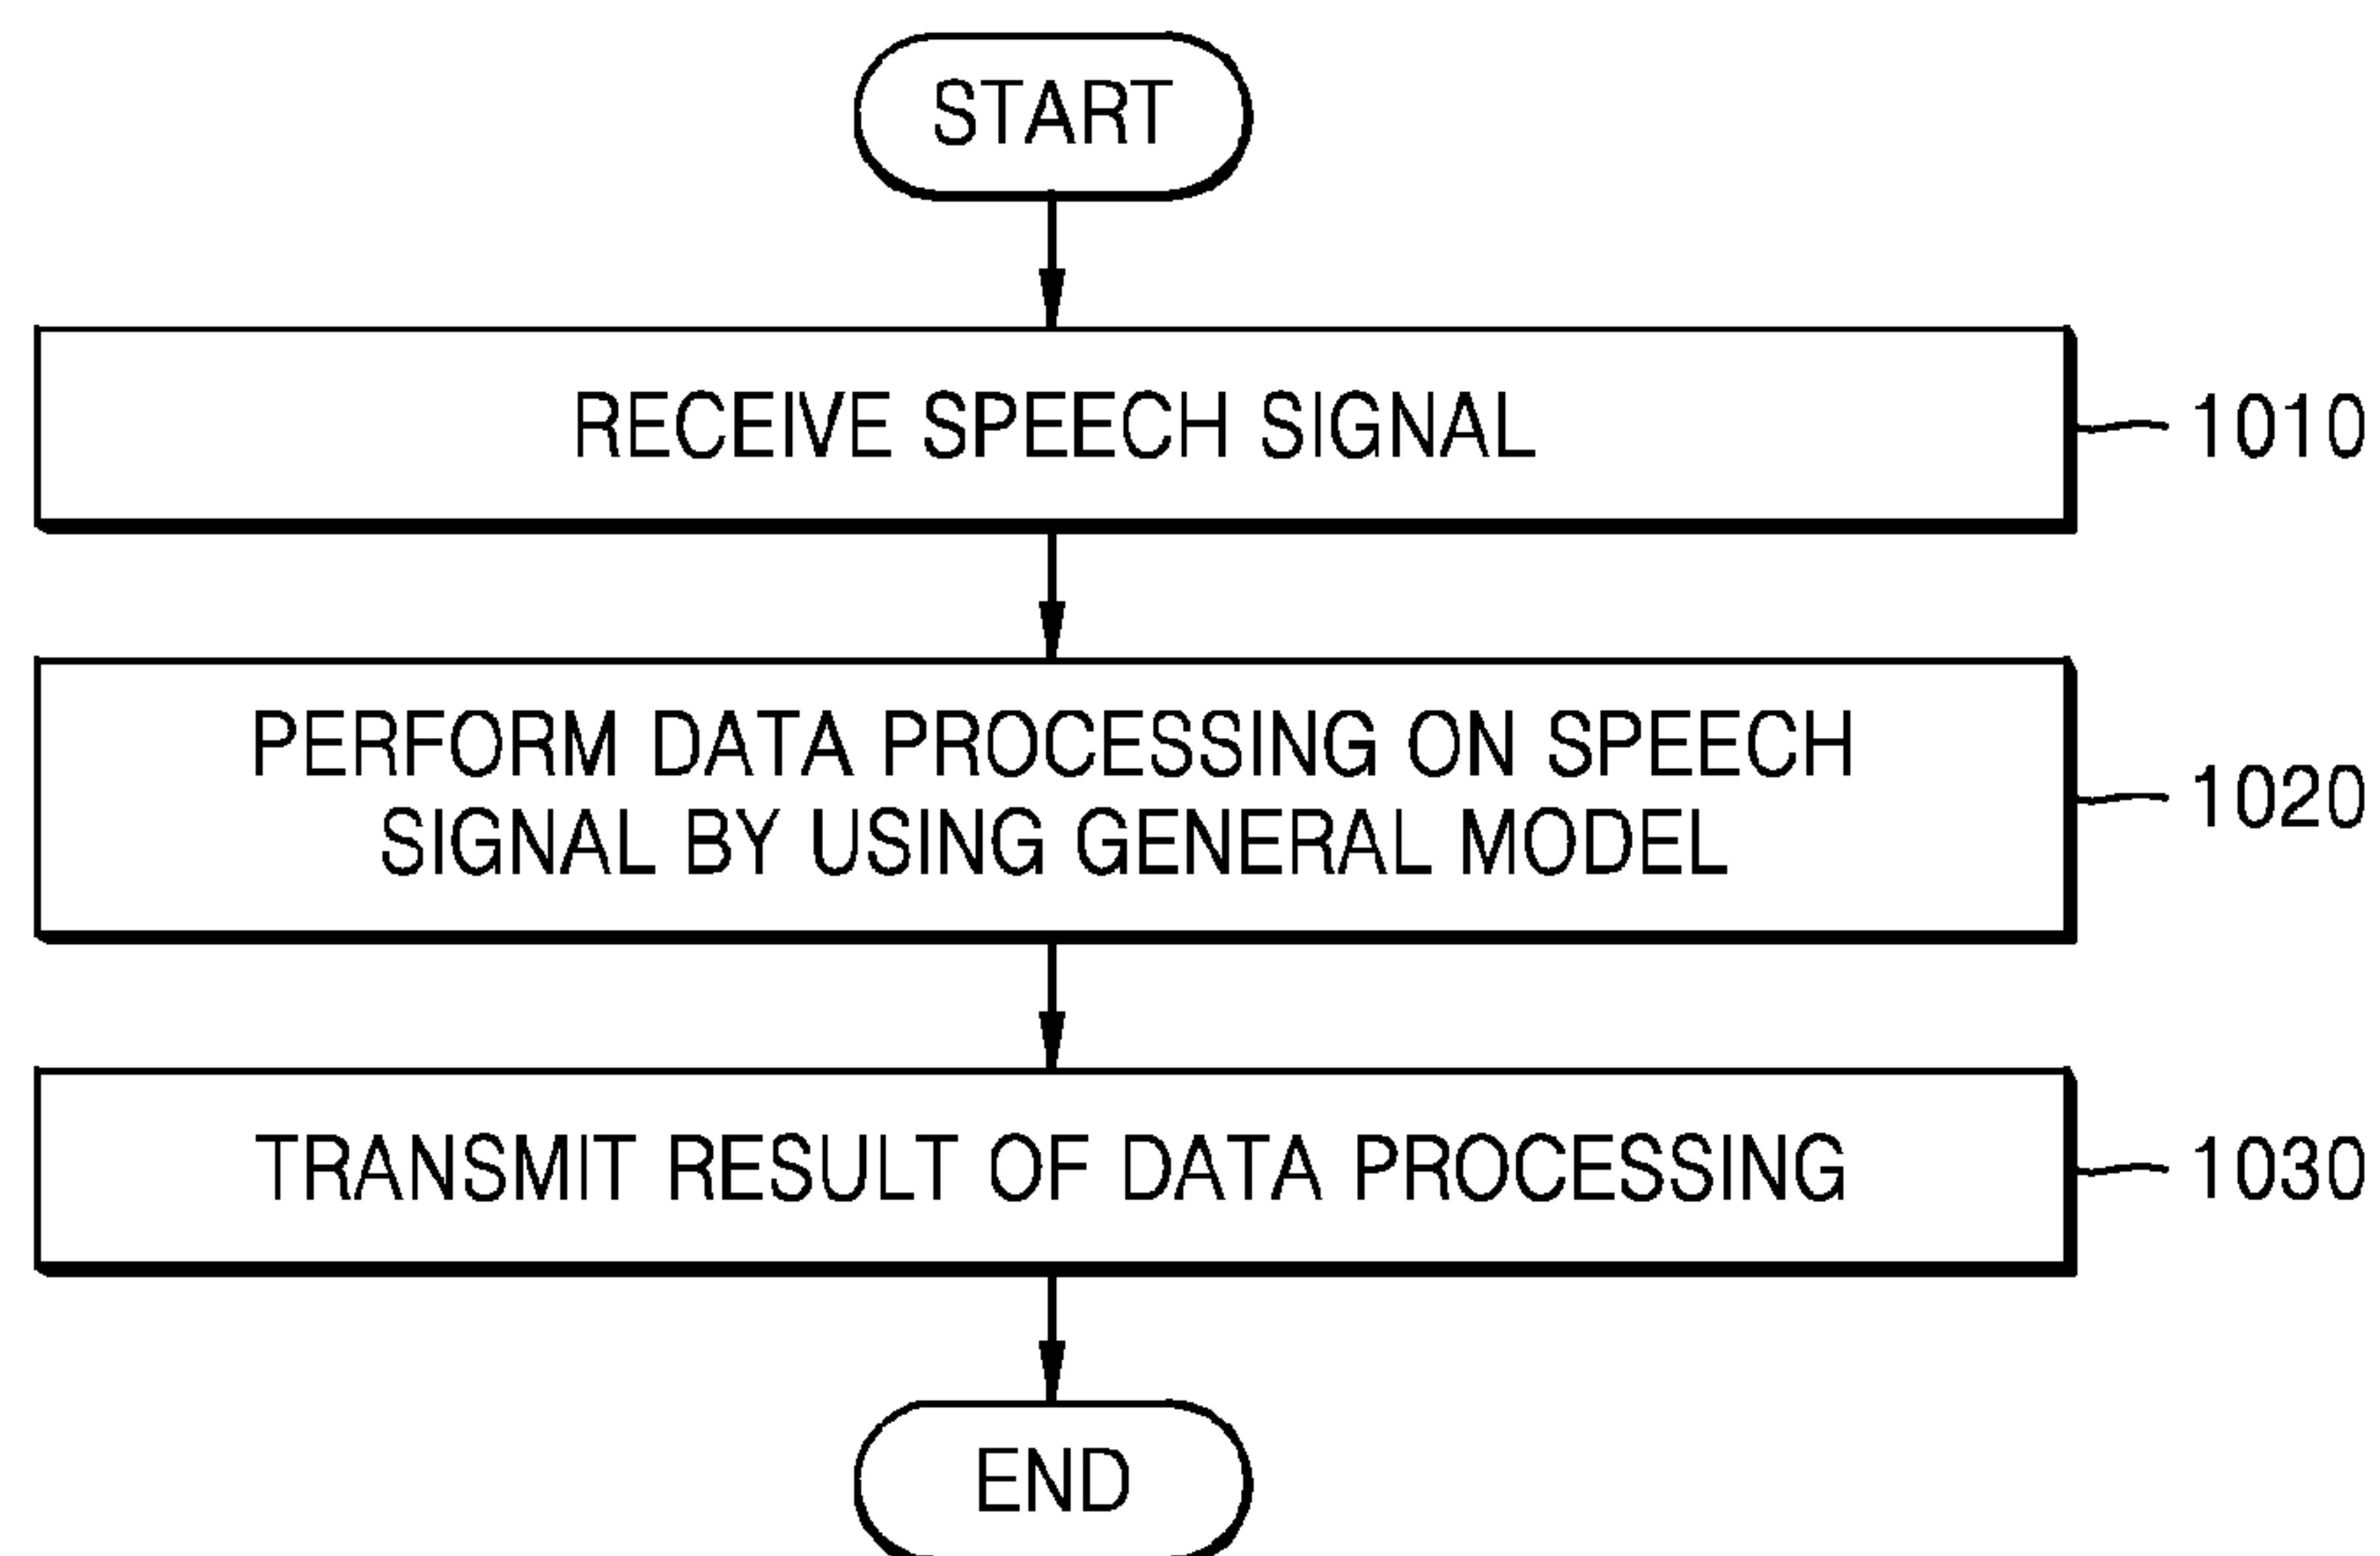 START
RECEIVE SPEECH SIGNAL
1010
PERFORM DATA PROCESSING ON SPEECH
SIGNAL BY USING GENERAL MODEL
1020
TRANSMIT RESULT OF DATA PROCESSING
1030
END